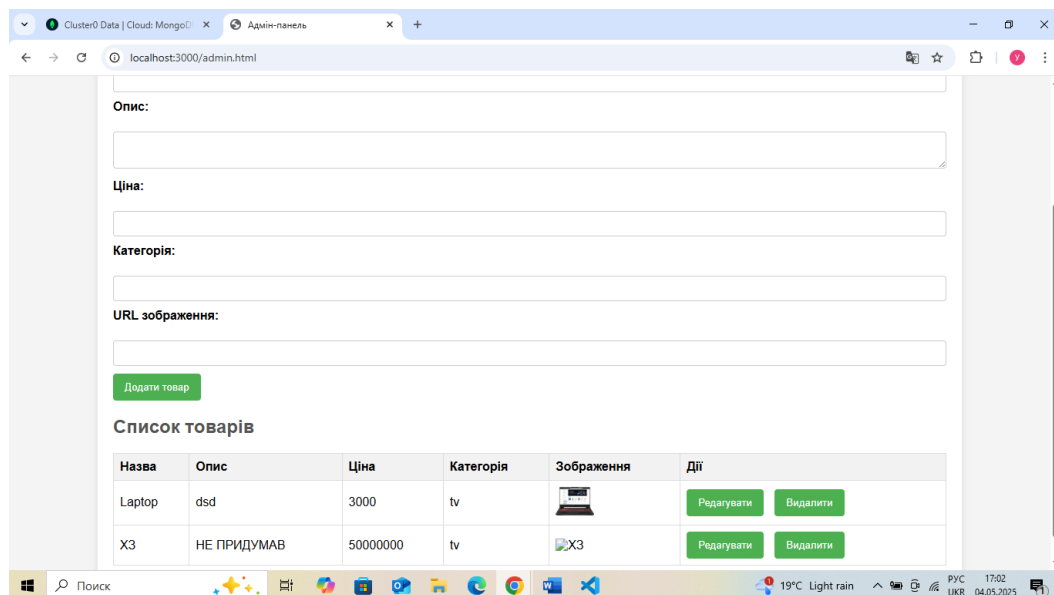 Cluster0 Data | Cloud: MongoD
Адмін-панель
localhost:3000/admin.html
У
Опис:
Ціна:
Категорія:
URL зображення:
Додати товар
Список товарів
Назва Опис Ціна Категорія Зображення Дії
Laptop dsd 3000 tv Редагувати Видалити
ХЗ НЕ ПРИДУМАВ 50000000 tv ХЗ Редагувати Видалити
Поиск
1
19°C Light rain
РУС 17:02
UKR 04.05.2025
1